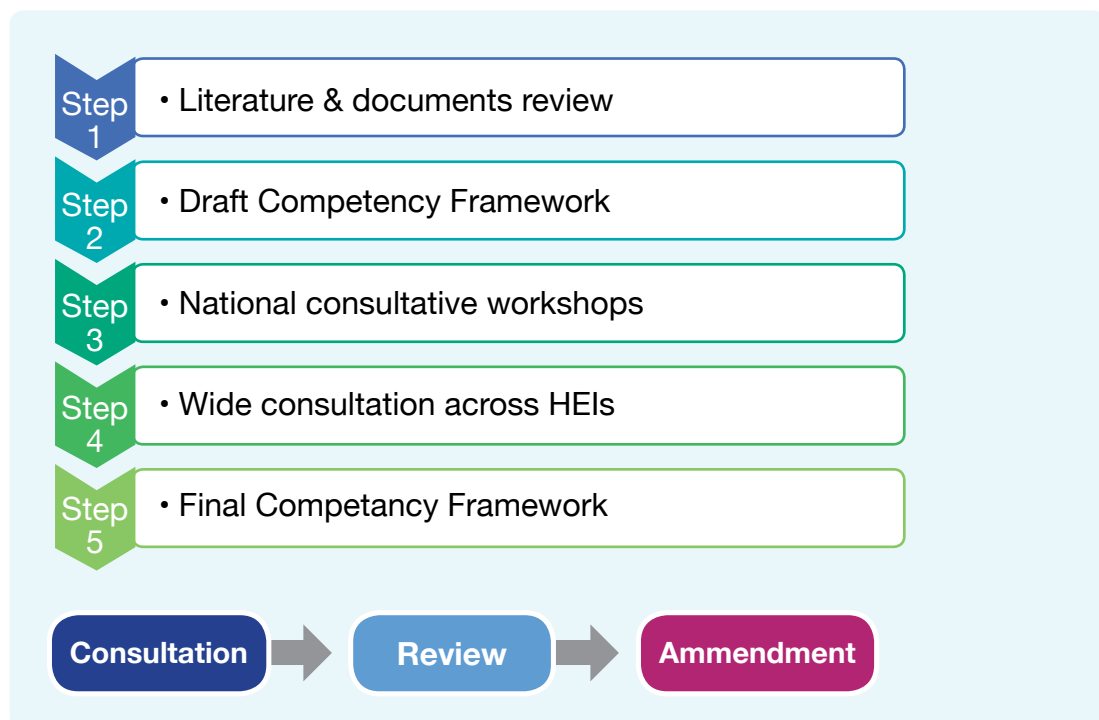 Step
1
• Literature & documents review
Step
2
• Draft Competency Framework
Step
3
• National consultative workshops
Step
4
• Wide consultation across HEIs
Step
5
• Final Competancy Framework
Consultation
Review
Ammendment